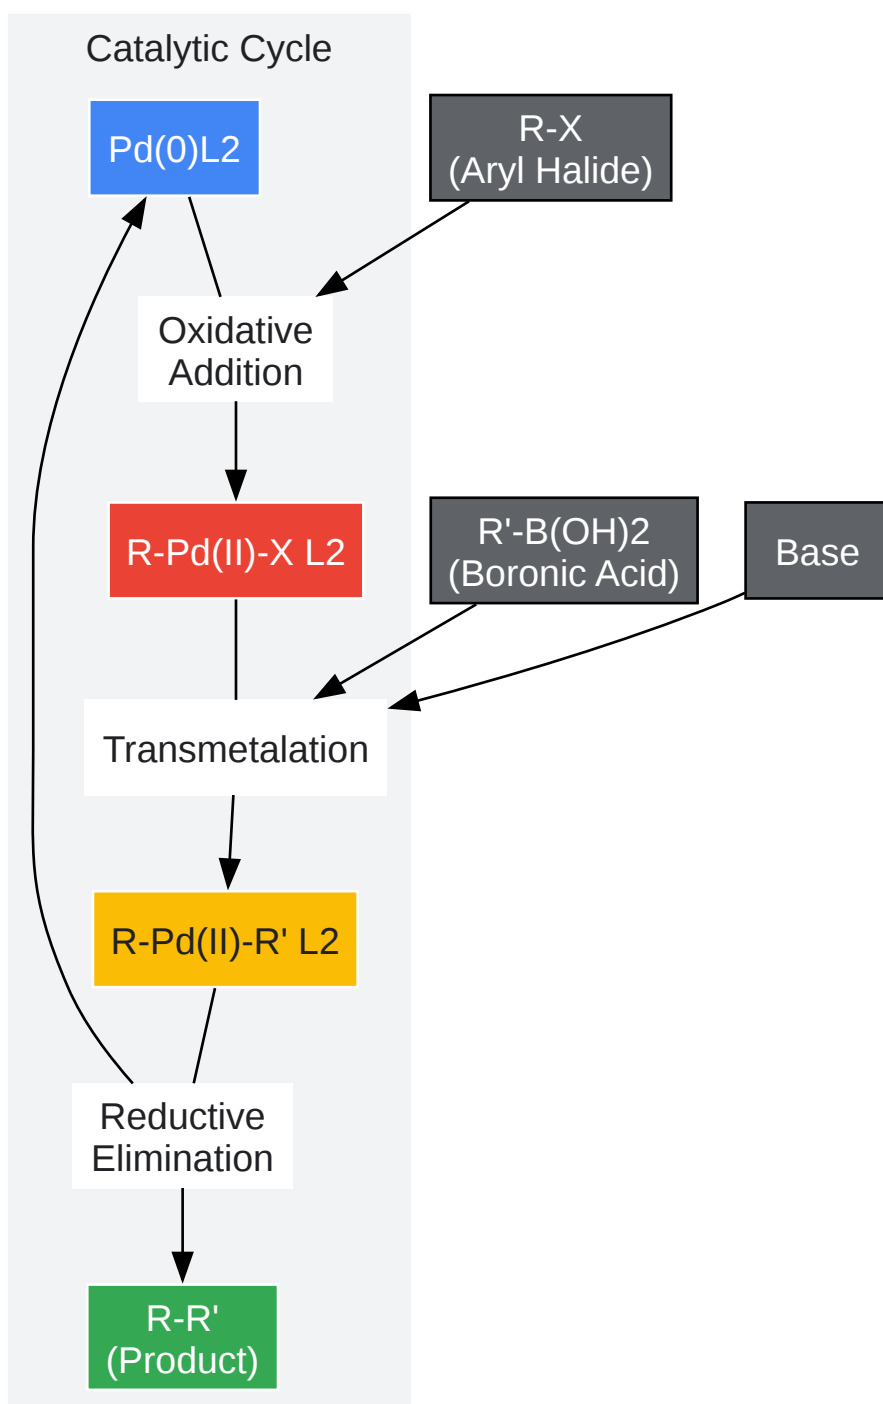 Catalytic Cycle
Pd(0)L2
R-X
(Aryl Halide)
Oxidative
Addition
R-Pd(II)-X L2
R'-B(OH)2
(Boronic Acid)
Base
Transmetalation
R-Pd(II)-R' L2
Reductive
Elimination
R-R'
(Product)